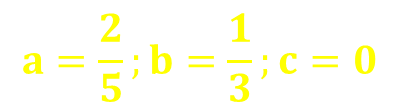 a = 2/5 ; b = 1/3 ; c = 0